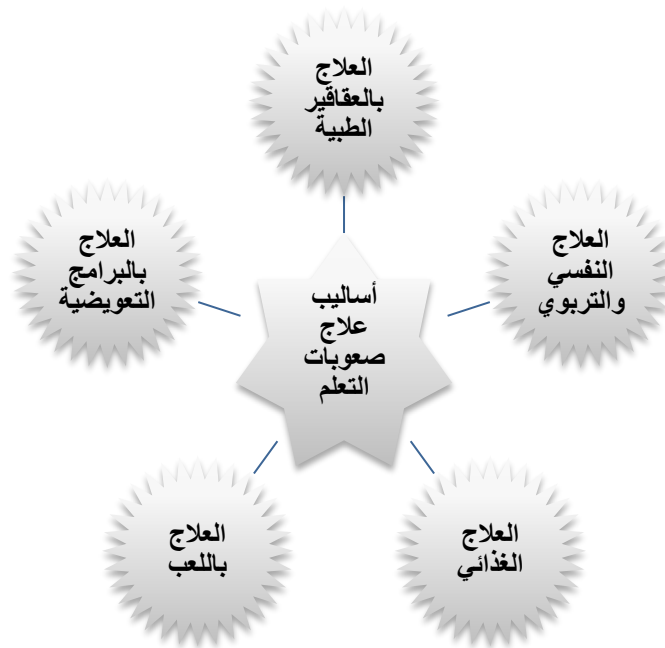 العلاج
بالعقاقير
الطبية
العلاج
النفسي
والتربوي
العلاج
بالبرامج
التعويضية
أساليب
علاج
صعوبات
التعلم
العلاج
الغذائي
العلاج
باللعب